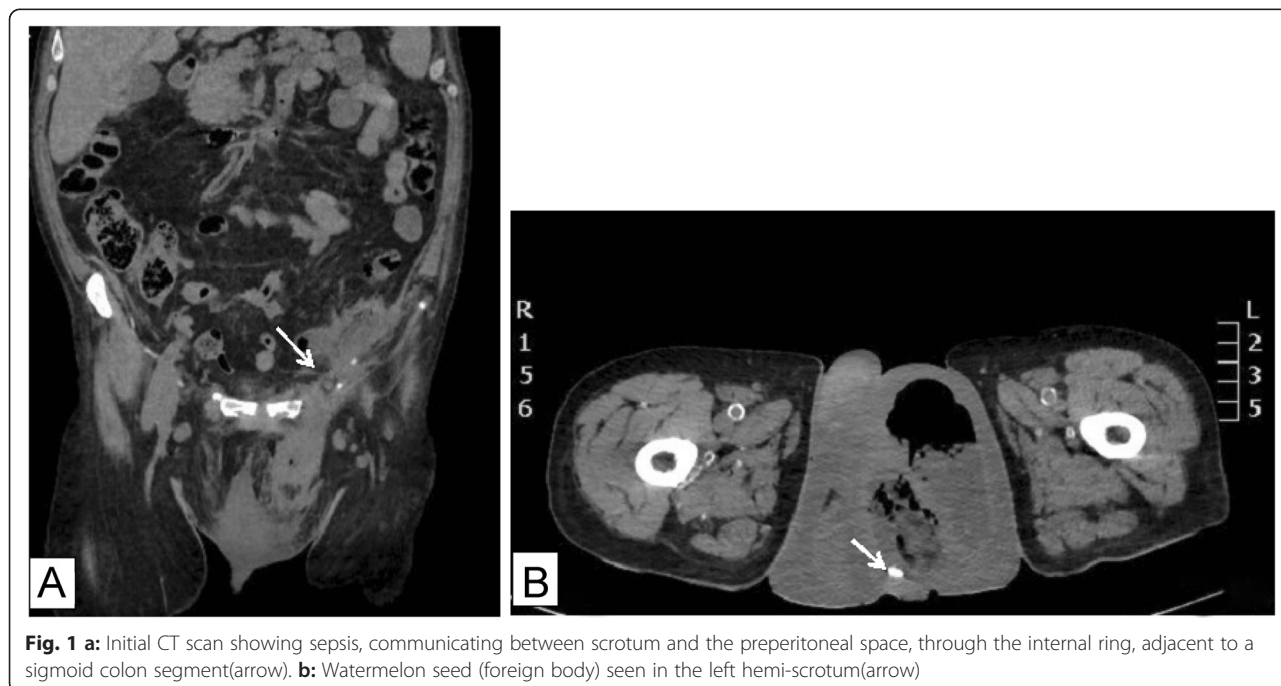 A
R
1
5
6
L
2
3
5
B
Fig. 1 a: Initial CT scan showing sepsis, communicating between scrotum and the preperitoneal space, through the internal ring, adjacent to a
sigmoid colon segment(arrow). b: Watermelon seed (foreign body) seen in the left hemi-scrotum(arrow)